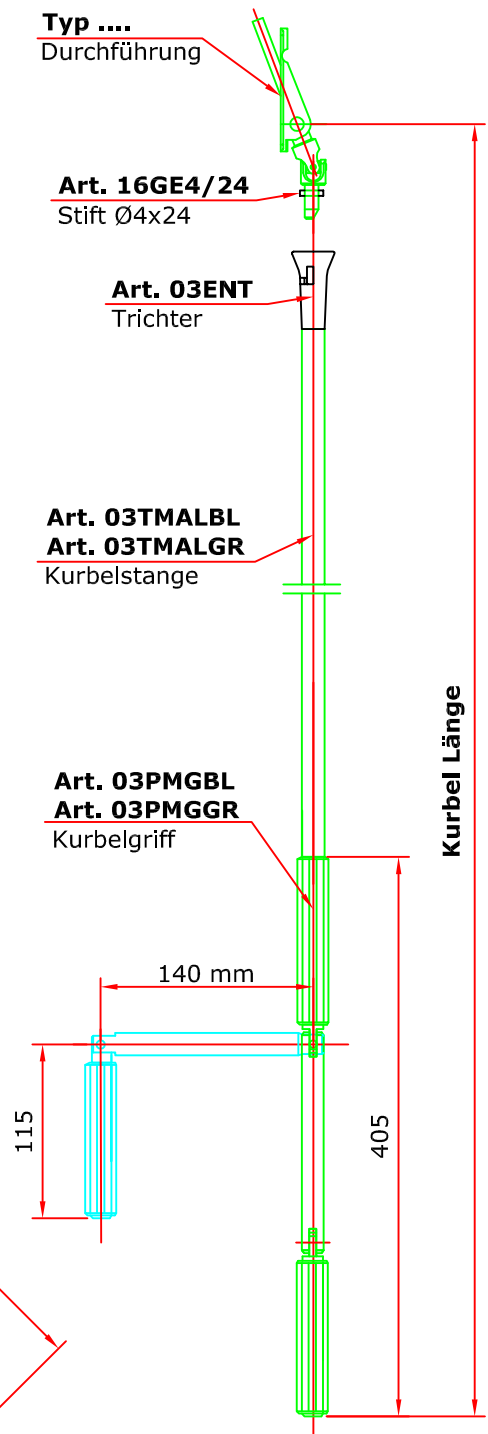 Typ ....
Durchführung
Art. 16GE4/24
Stift Ø4x24
Art. 03ENT
Trichter
Art. 03TMALBL
Art. 03TMALGR
Kurbelstange
Kurbel Länge
Art. 03PMGBL
Art. 03PMGGR
Kurbelgriff
140 mm
115
405